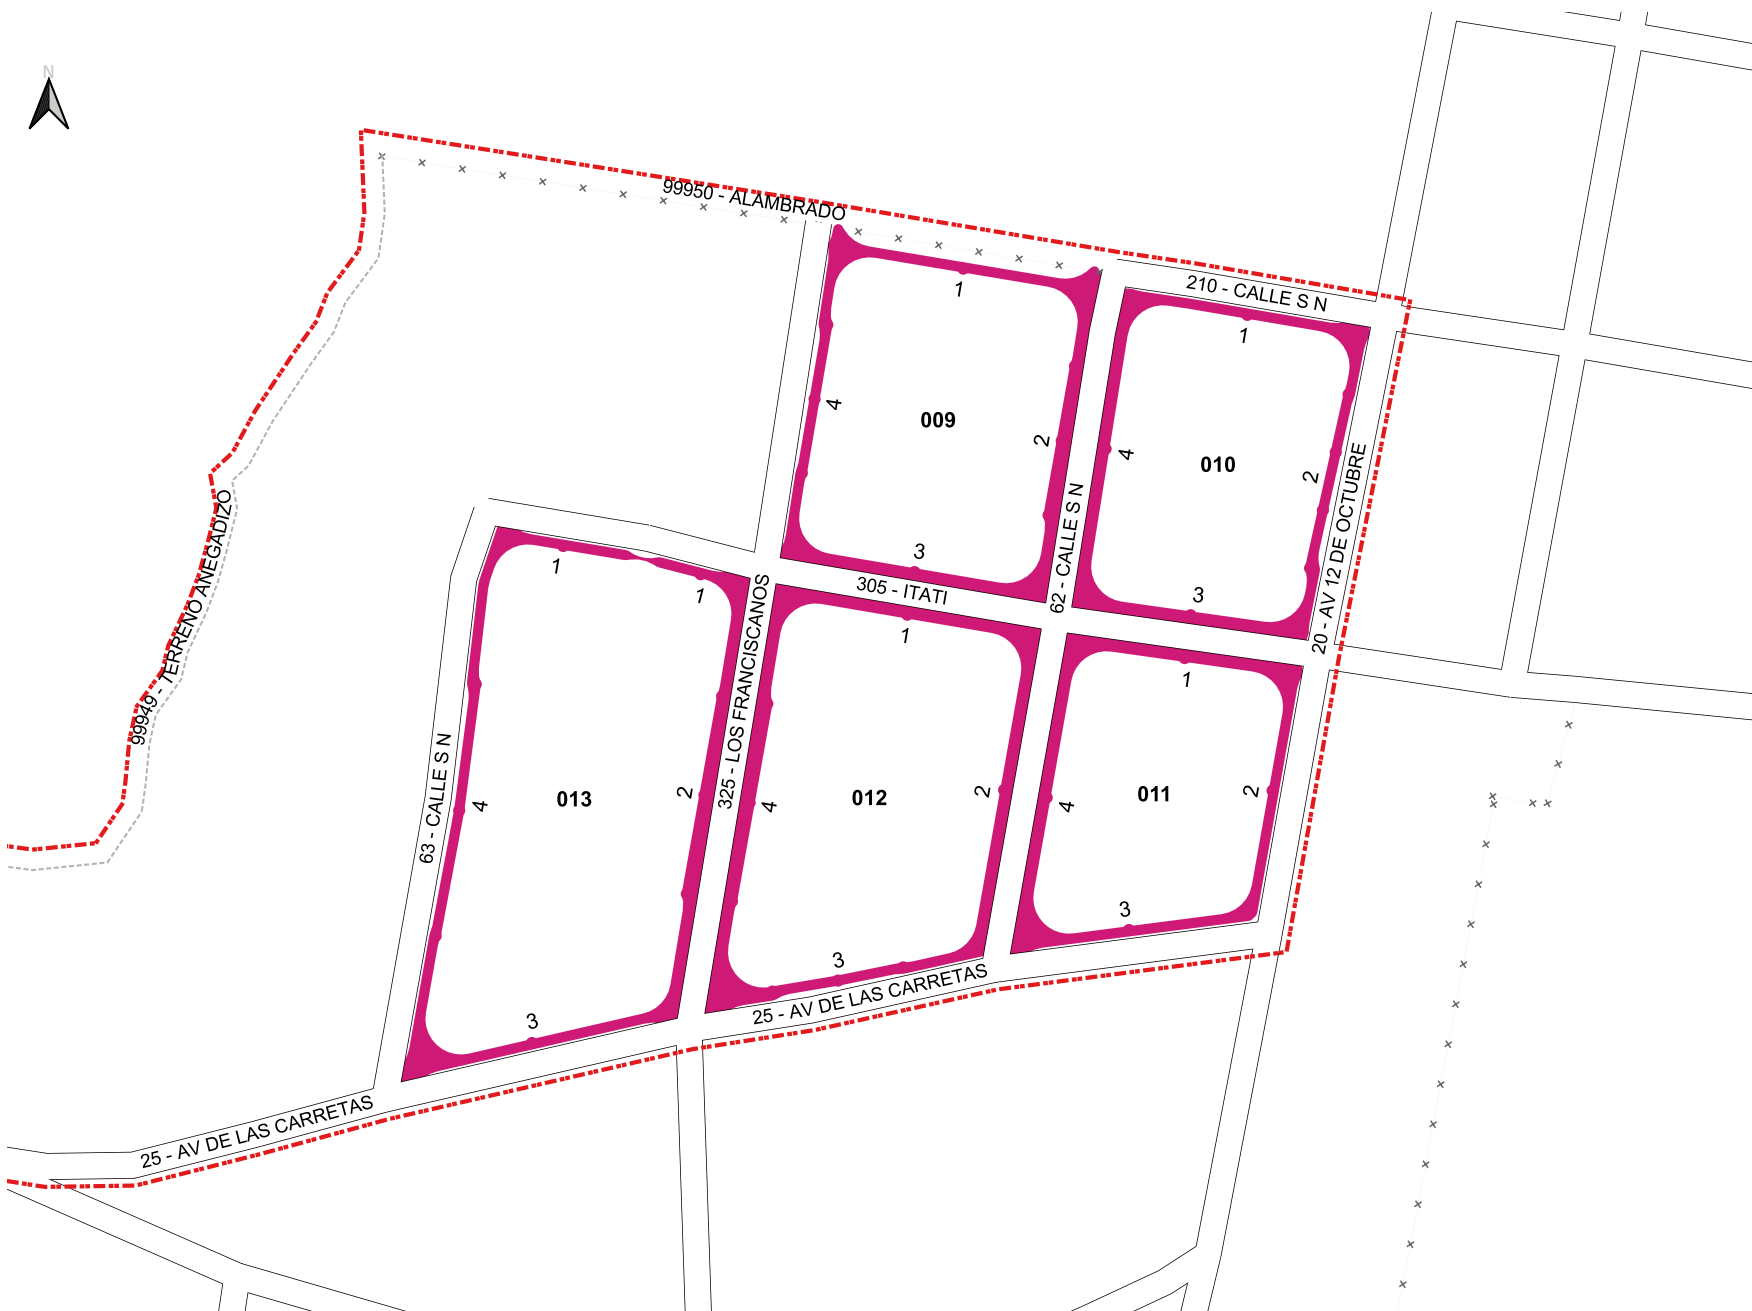 N
99950 - ALAMBRADO
210 - CALLE S N
1
1
4
009
2
4
010
2
99949 - TERRENO ANEGADIZO
62 - CALLE S N
20 - AV 12 DE OCTUBRE
3
3
305 - ITATI
1
1
1
1
325 - LOS FRANCISCANOS
63 - CALLE S N
4
013
2
4
012
2
4
011
2
3
3
3
25 - AV DE LAS CARRETAS
25 - AV DE LAS CARRETAS